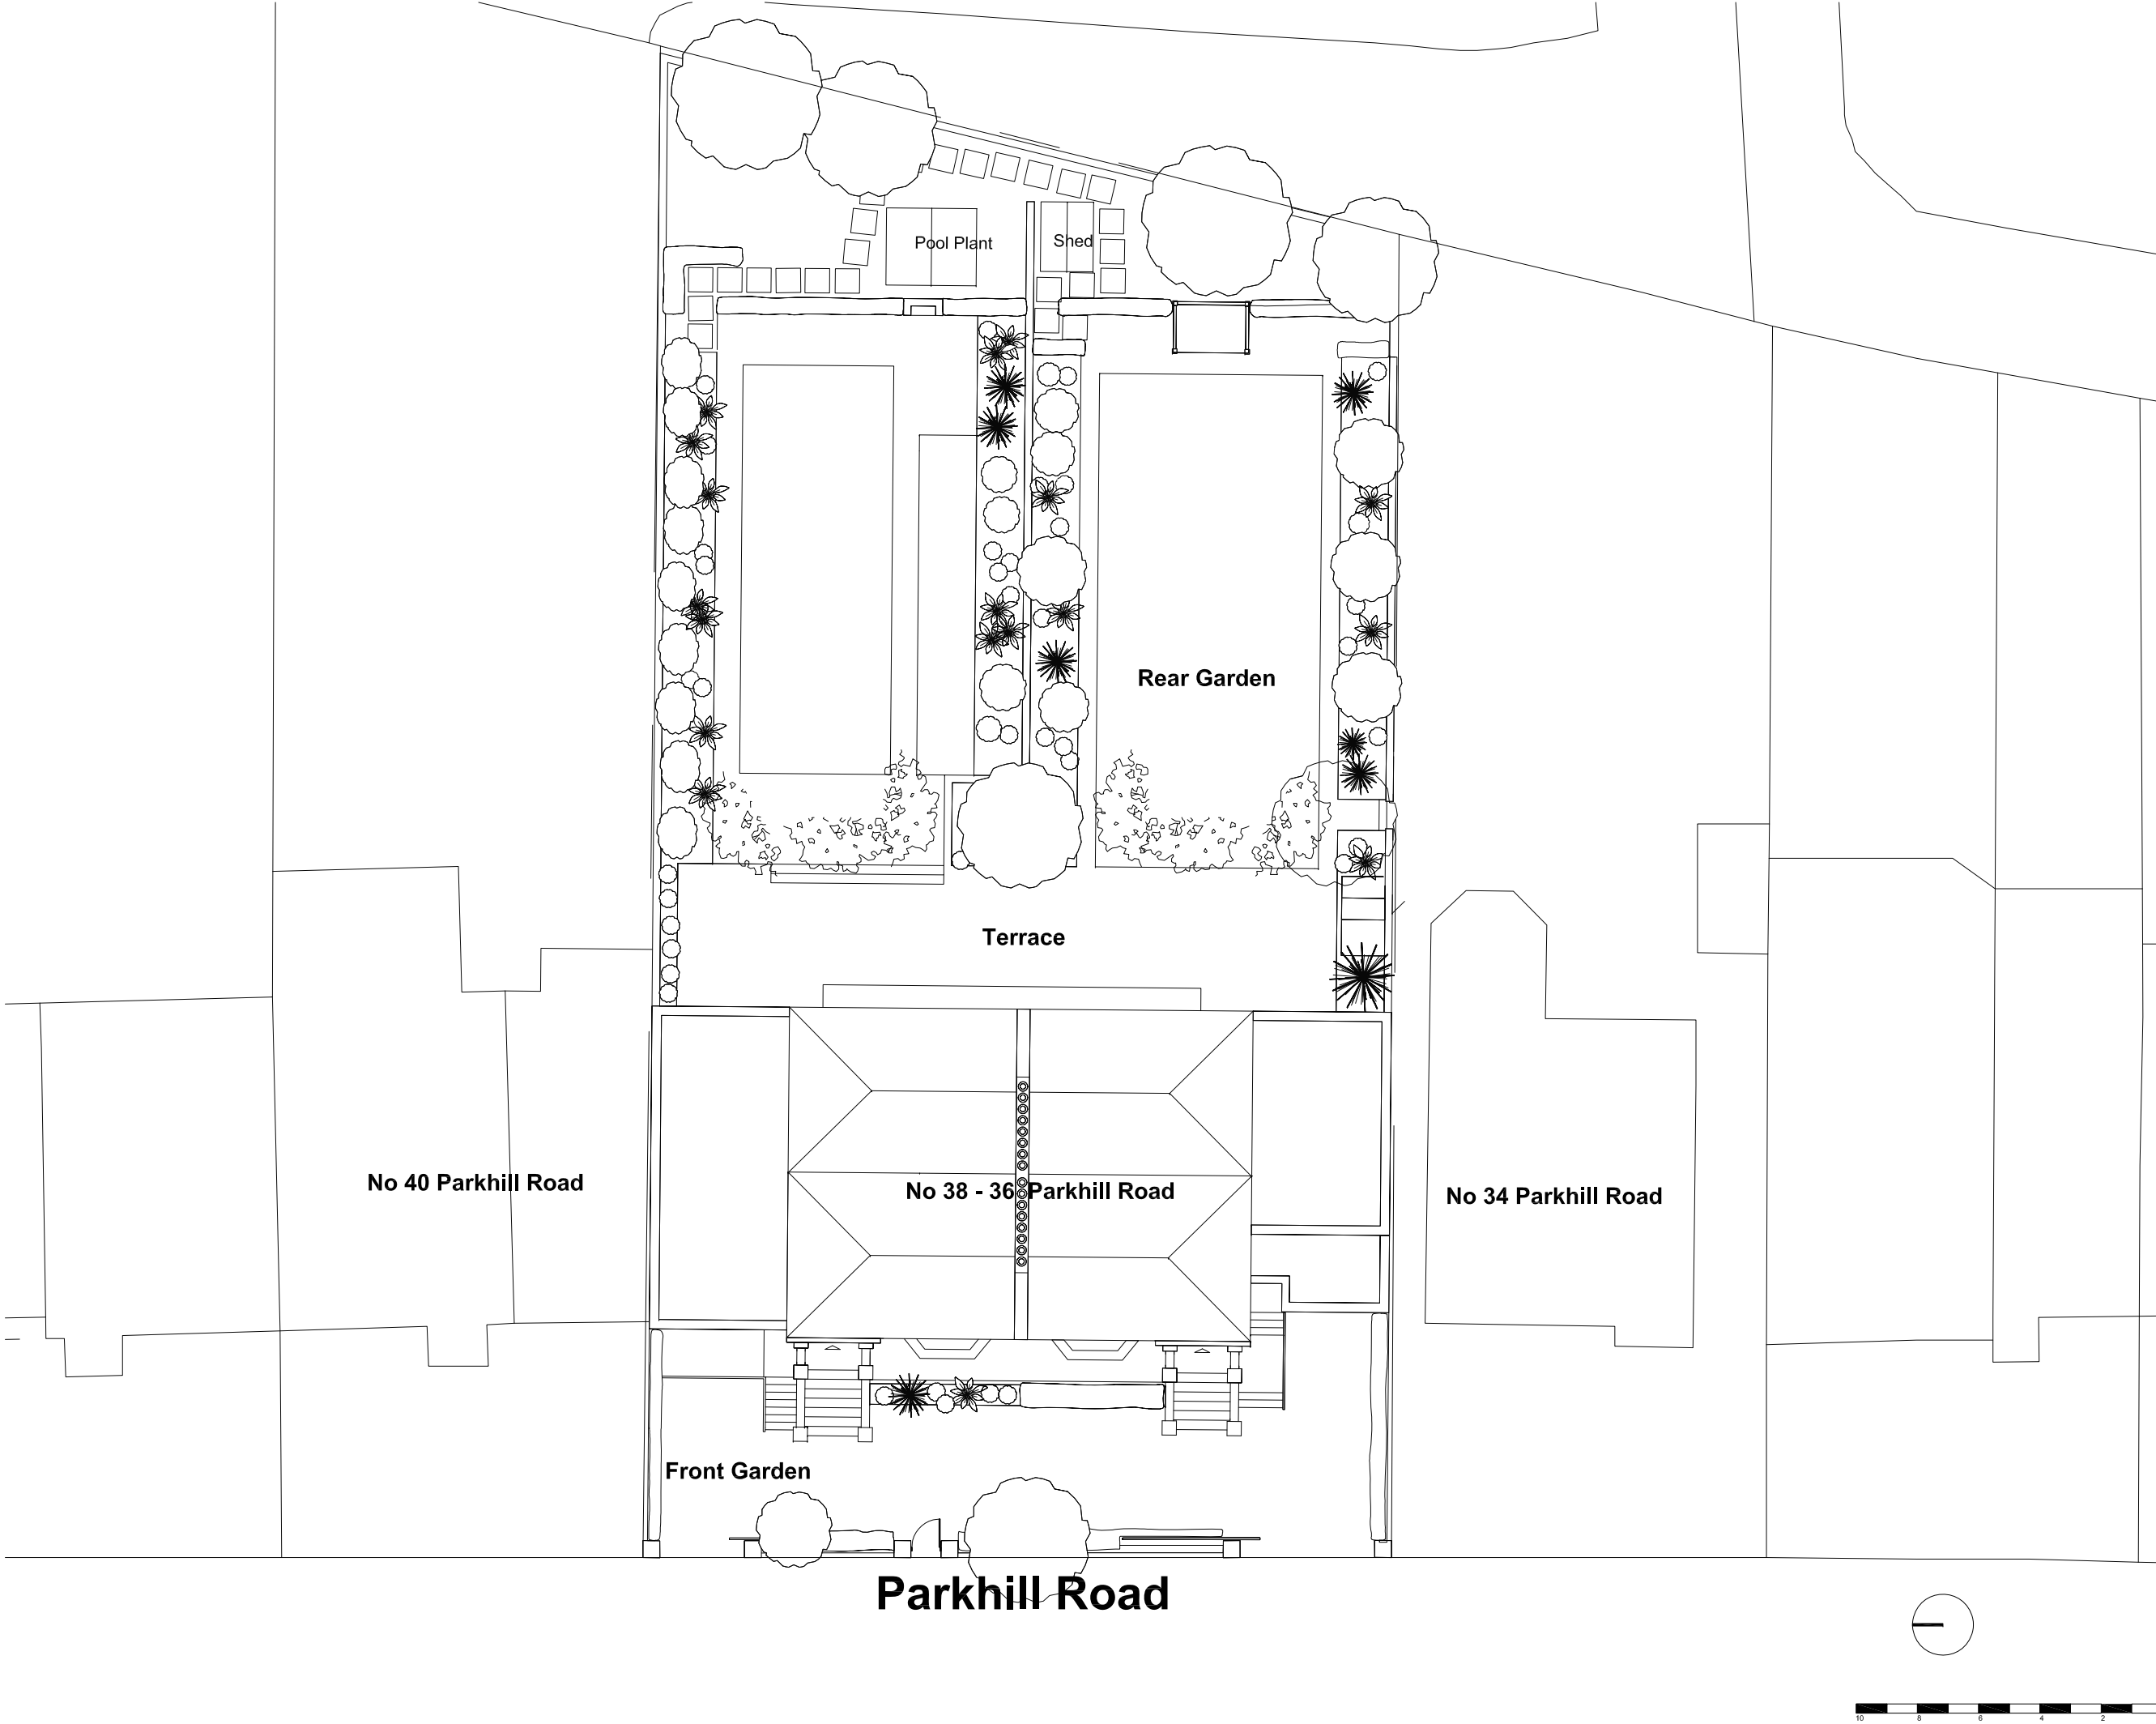 Pool Plant
Shed
Rear Garden
Terrace
No 40 Parkhill Road
No 38 - 36 Parkhill Road
No 34 Parkhill Road
Front Garden
Parkhill Road
10 8 6 4 2